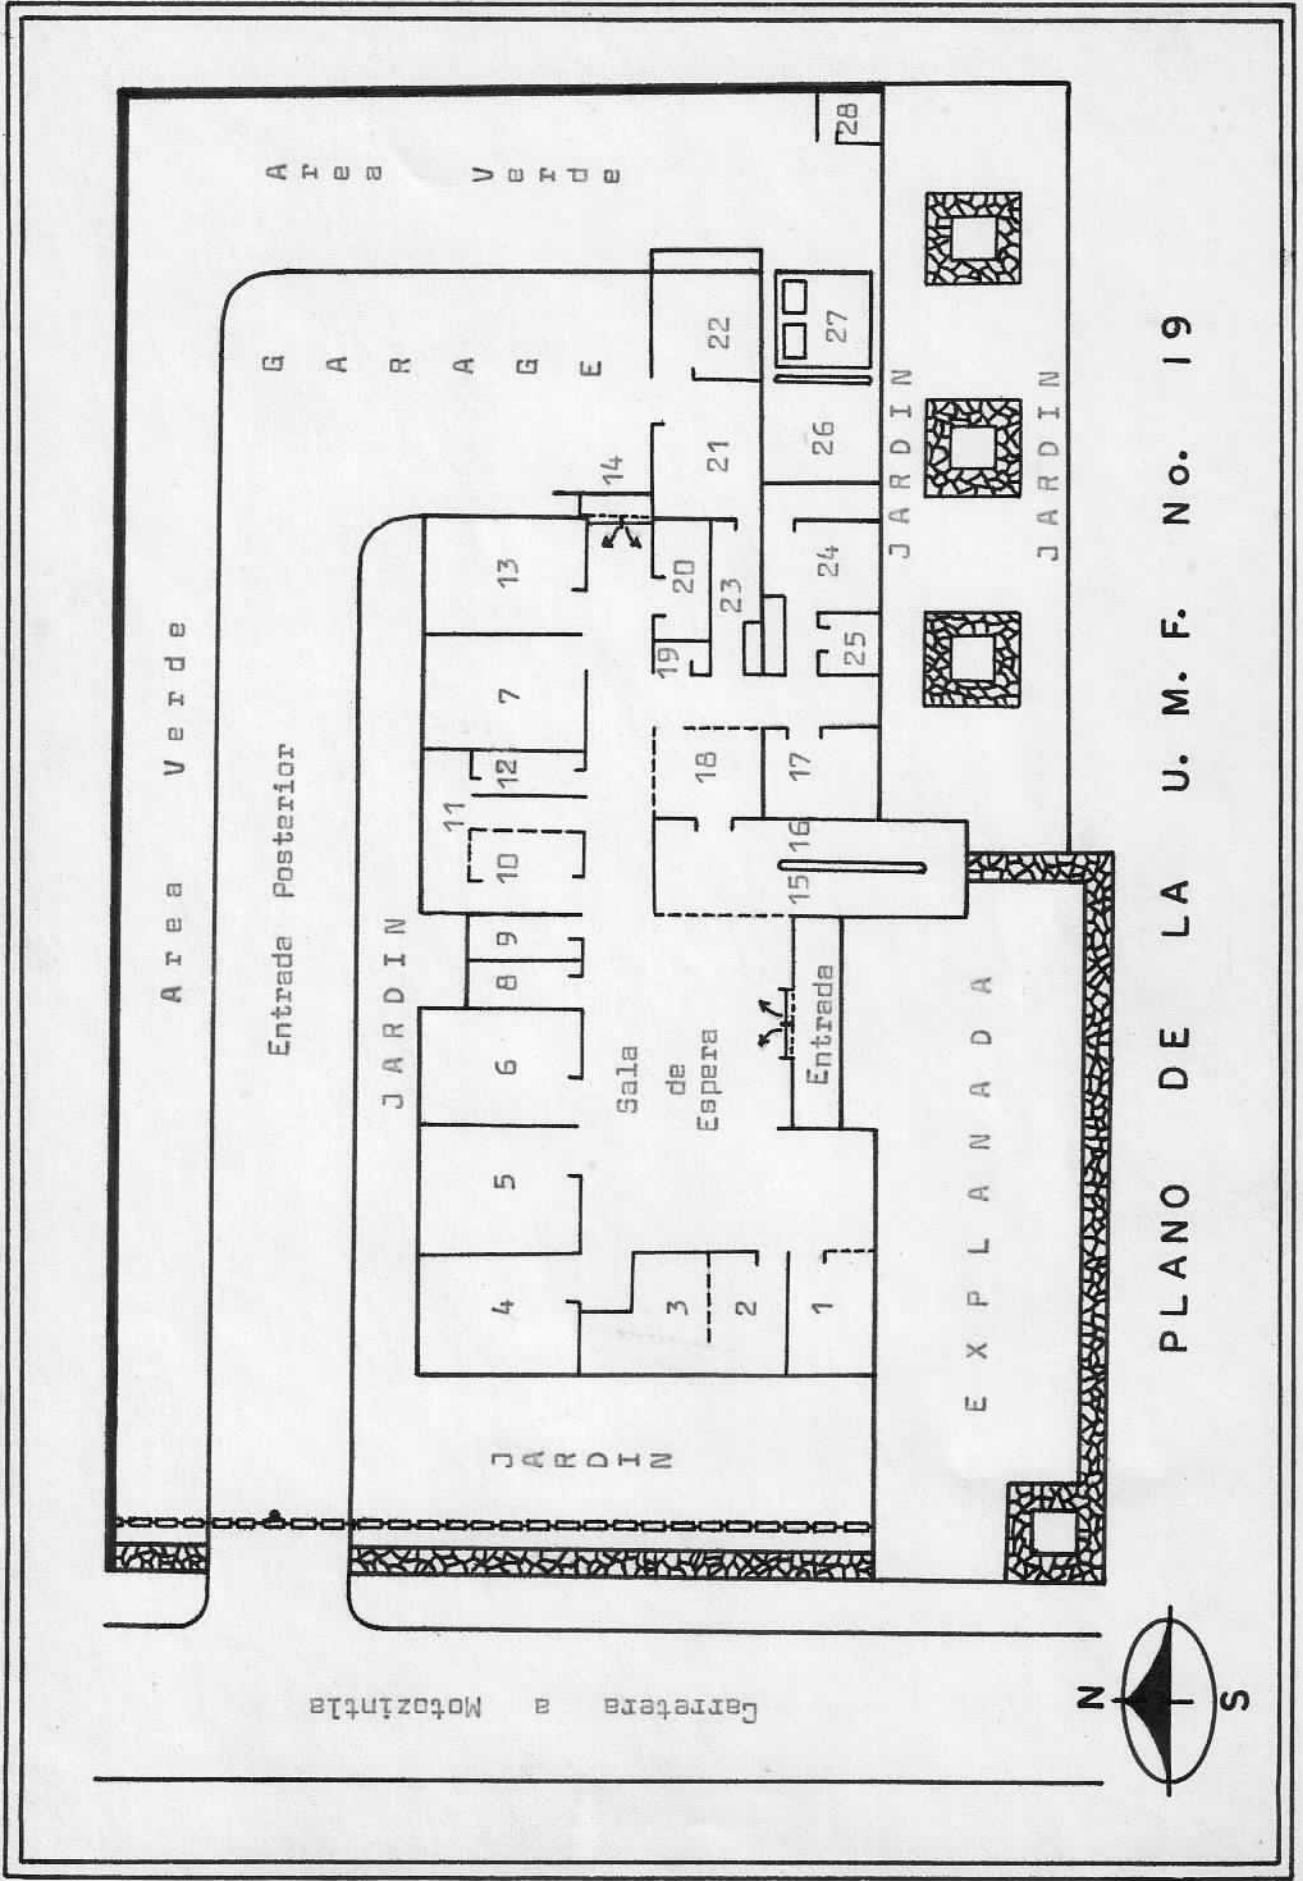 Area Verde
Area Verde
Entrada Posterior
GARAGE
JARDIN
4
5
6
8
9
10
11
12
7
13
14
Sala
de
Espera
3
2
1
Entrada
15
16
17
18
19
20
21
22
23
24
25
26
27
28
JARDIN
JARDIN
JARDIN
EXPLANADA
Carretera a Motozintla
N
S
PLANO DE LA U. M. F. No. 19